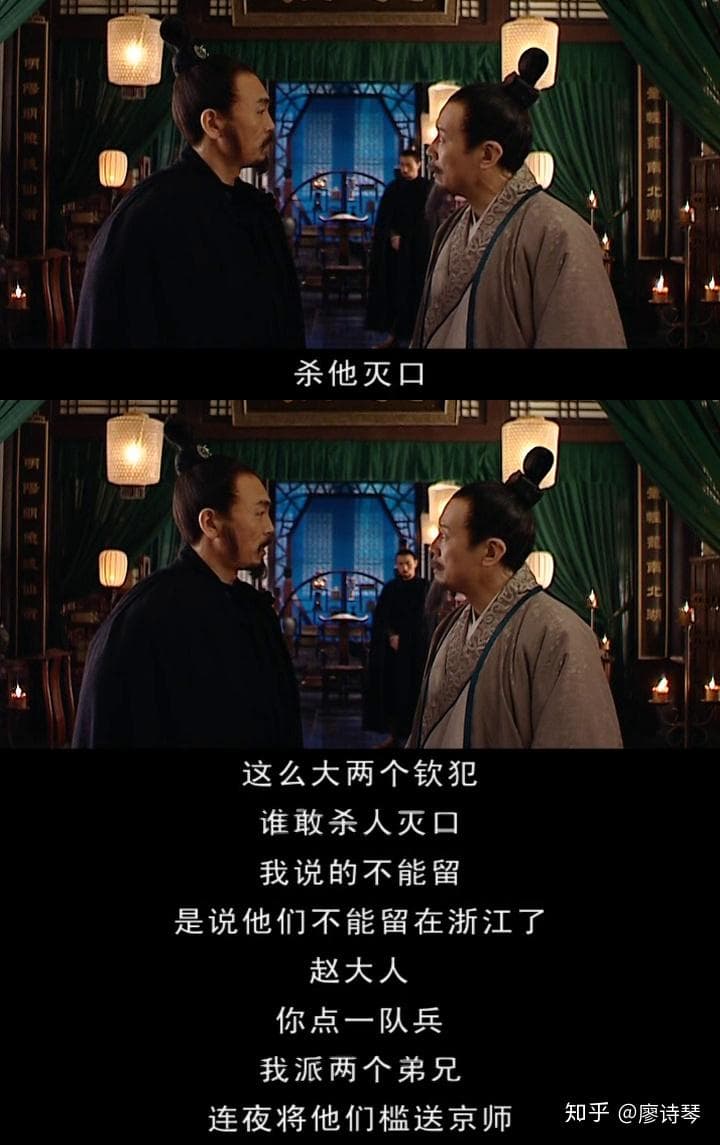 杀他灭口
这么大两个钦犯
谁敢杀人灭口
我说的不能留
是说他们不能留在浙江了
赵大人
你点一队兵
我派两个弟兄
连夜将他们槛送京师
知乎 @廖诗琴